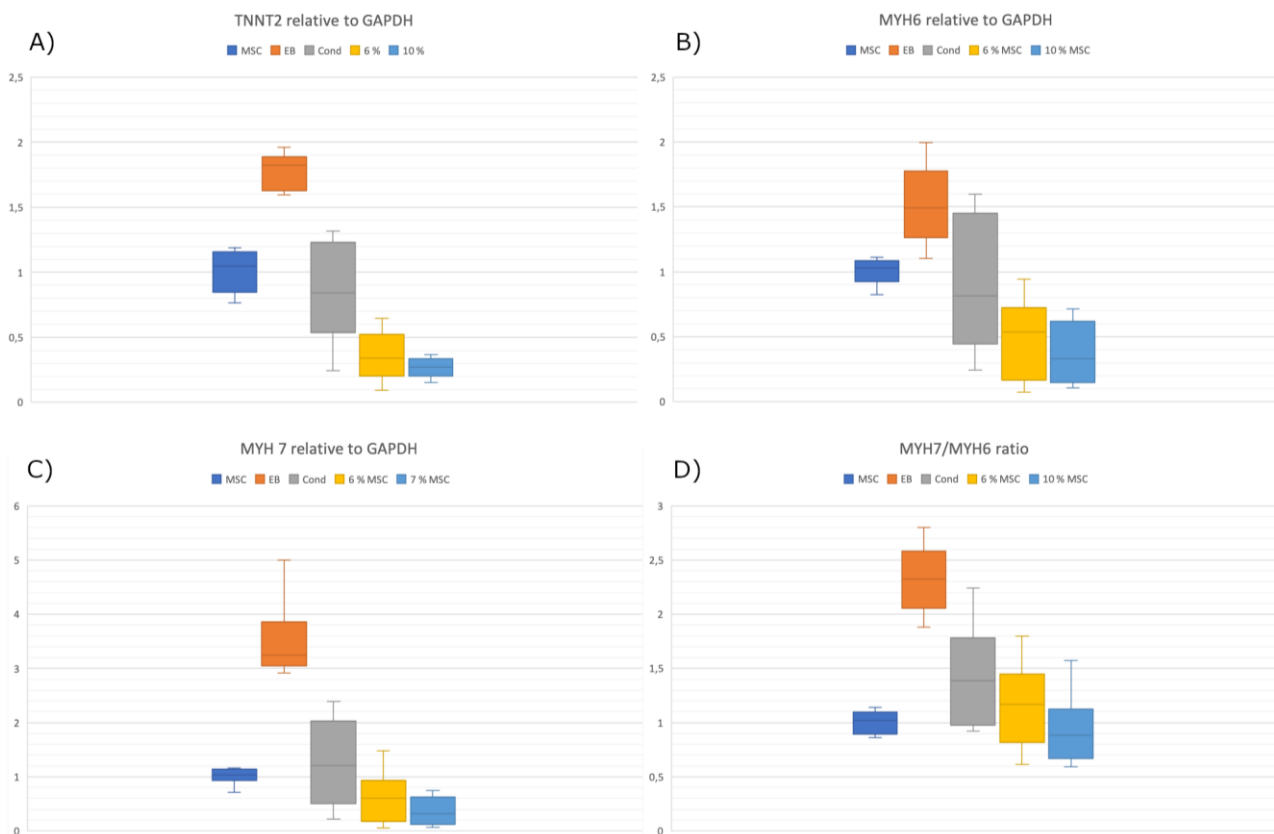 A)
TNNT2 relative to GAPDH
MSC EB Cond 6 % 10 %
2,5
2
1,5
1
0,5
0
B)
MYH6 relative to GAPDH
MSC EB Cond 6 % MSC 10 % MSC
2,5
2
1,5
1
0,5
0
C)
MYH 7 relative to GAPDH
MSC EB Cond 6 % MSC 7 % MSC
6
5
4
3
2
1
0
D)
MYH7/MYH6 ratio
MSC EB Cond 6 % MSC 10 % MSC
3
2,5
2
1,5
1
0,5
0